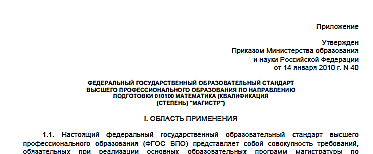 Приложение
Утвержден
Приказом Министерства образования
и науки Российской Федерации
от 14 января 2010 г. N 40
ФЕДЕРАЛЬНЫЙ ГОСУДАРСТВЕННЫЙ ОБРАЗОВАТЕЛЬНЫЙ СТАНДАРТ
ВЫСШЕГО ПРОФЕССИОНАЛЬНОГО ОБРАЗОВАНИЯ ПО НАПРАВЛЕНИЮ
ПОДГОТОВКИ 010100 МАТЕМАТИКА (КВАЛИФИКАЦИЯ
(СТЕПЕНЬ) "МАГИСТР")
I. ОБЛАСТЬ ПРИМЕНЕНИЯ
1.1. Настоящий федеральный государственный образовательный стандарт высшего
профессионального образования (ФГОС ВПО) представляет собой совокупность требований,
обязательных при реализации основных образовательных программ магистратуры по